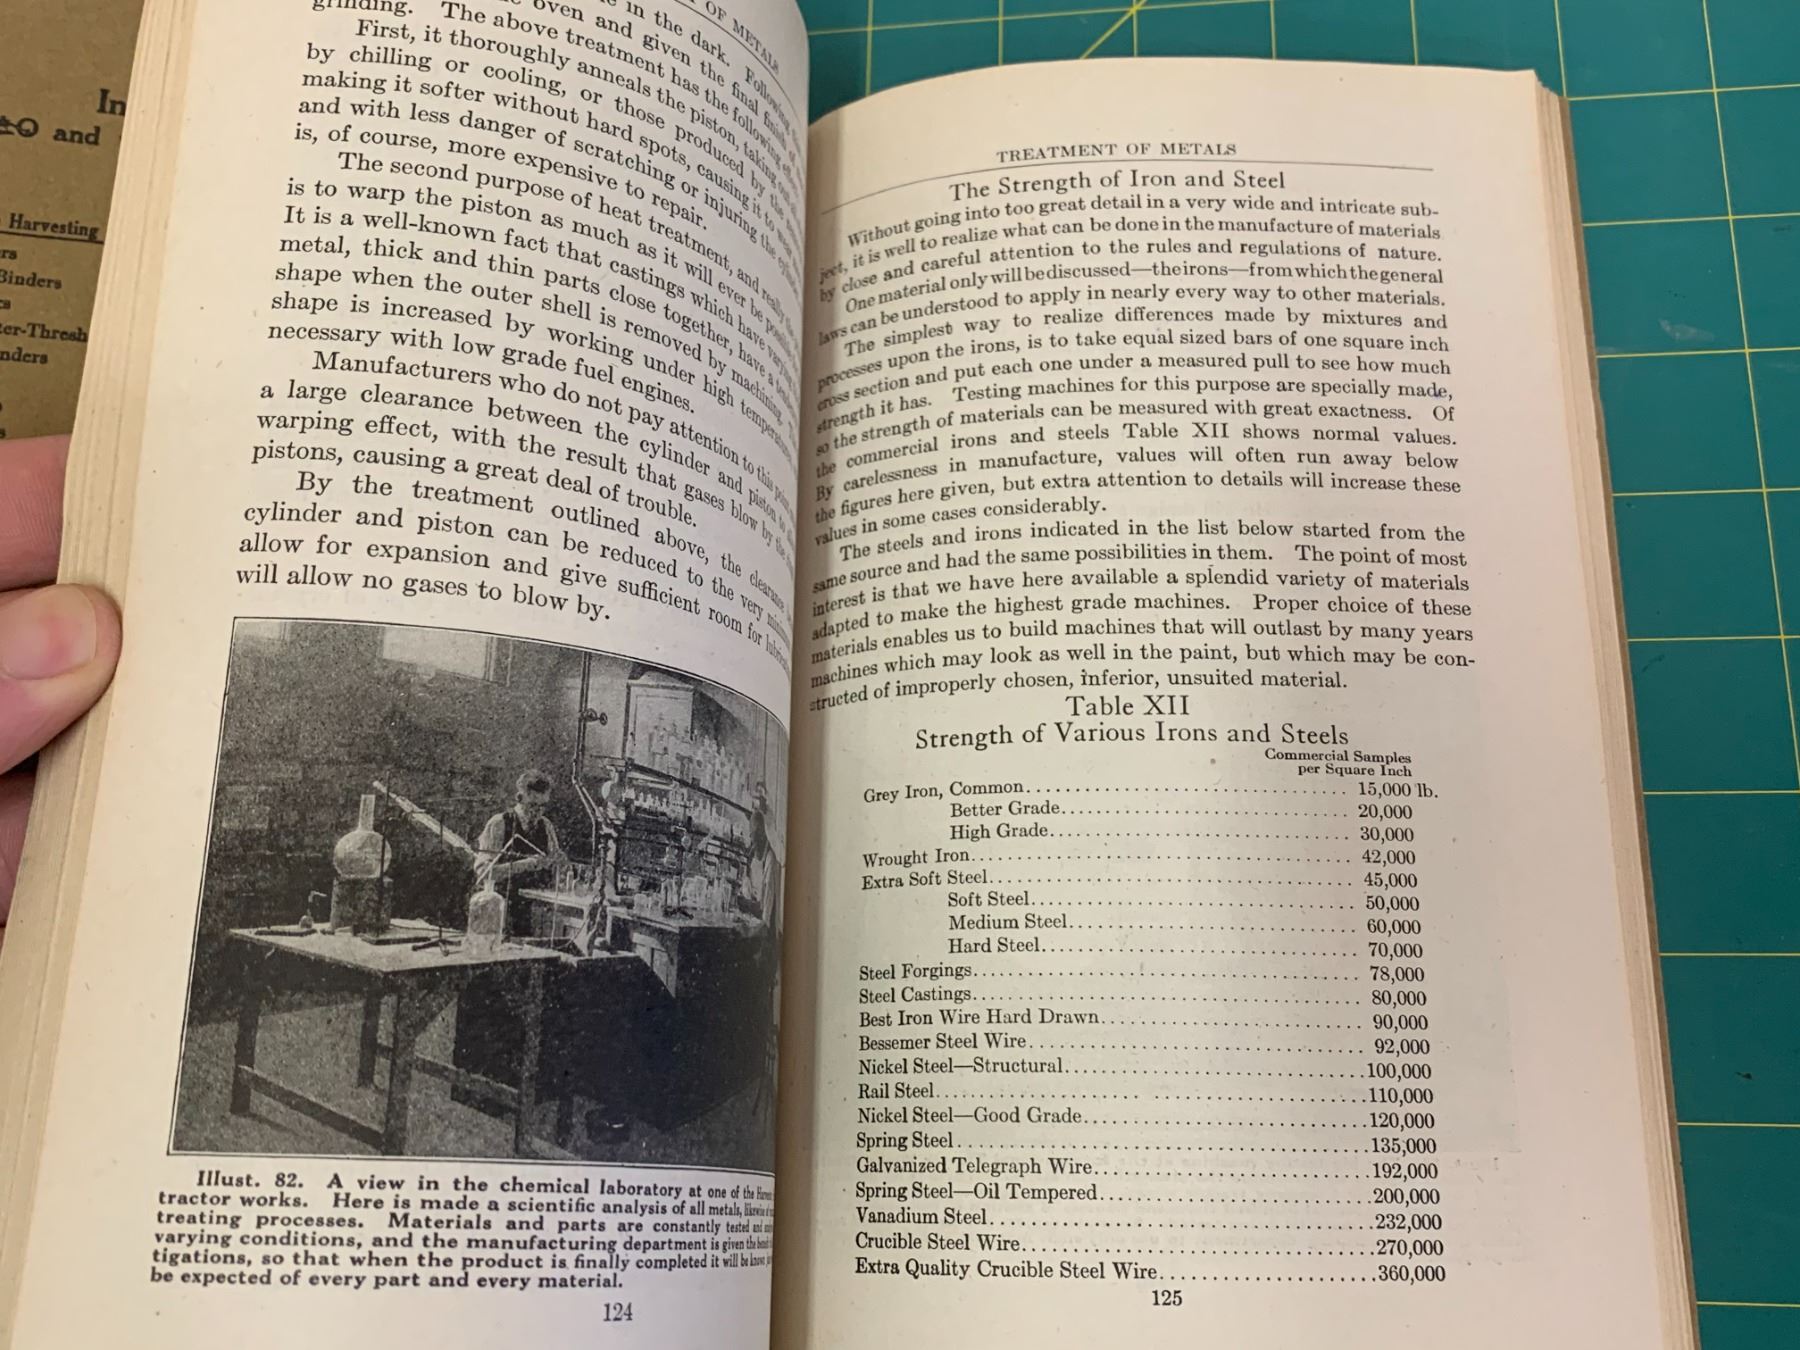 In
and
Harvesting
Binders
nders
OF METALS
in the dark. Following
grinding. The above treatment has the following
oven and given the final finish
First, it thoroughly anneals the piston, taking out
by chilling or cooling, or those produced by the
making it softer without hard spots, causing it to wear
and with less danger of scratching or injuring the
is, of course, more expensive to repair.
The second purpose of heat treatment, and really the
is to warp the piston as much as it will ever be possible
It is a well-known fact that castings which have varying
metal, thick and thin parts close together, have a
shape when the outer shell is removed by machining.
shape is increased by working under high temperatures,
necessary with low grade fuel engines.
Manufacturers who do not pay attention to this point
a large clearance between the cylinder and piston to
warping effect, with the result that gases blow by the
pistons, causing a great deal of trouble.
By the treatment outlined above, the clearance
cylinder and piston can be reduced to the very minimum
allow for expansion and give sufficient room for
will allow no gases to blow by.
Illust. 82. A view in the chemical laboratory at one of the
tractor works. Here is made a scientific analysis of all metals, likewise of
treating processes. Materials and parts are constantly tested
varying conditions, and the manufacturing department is given the
tigations, so that when the product is finally completed it will be known
be expected of every part and every material.
124
TREATMENT OF METALS
The Strength of Iron and Steel
Without going into too great detail in a very wide and intricate sub-
ject, it is well to realize what can be done in the manufacture of materials
by close and careful attention to the rules and regulations of nature.
One material only will be discussed—the irons—from which the general
laws can be understood to apply in nearly every way to other materials.
The simplest way to realize differences made by mixtures and
processes upon the irons, is to take equal sized bars of one square inch
cross section and put each one under a measured pull to see how much
strength it has. Testing machines for this purpose are specially made,
so the strength of materials can be measured with great exactness. Of
the commercial irons and steels Table XII shows normal values.
By carelessness in manufacture, values will often run away below
the figures here given, but extra attention to details will increase these
values in some cases considerably.
The steels and irons indicated in the list below started from the
same source and had the same possibilities in them. The point of most
interest is that we have here available a splendid variety of materials
adapted to make the highest grade machines. Proper choice of these
materials enables us to build machines that will outlast by many years
machines which may look as well in the paint, but which may be con-
structed of improperly chosen, inferior, unsuited material.
Table XII
Strength of Various Irons and Steels
Commercial Samples
per Square Inch
Grey Iron, Common 15,000 lb.
Better Grade 20,000
High Grade 30,000
Wrought Iron 42,000
Extra Soft Steel 45,000
Soft Steel 50,000
Medium Steel 60,000
Hard Steel 70,000
Steel Forgings 78,000
Steel Castings 80,000
Best Iron Wire Hard Drawn 90,000
Bessemer Steel Wire 92,000
Nickel Steel—Structural 100,000
Rail Steel 110,000
Nickel Steel—Good Grade 120,000
Spring Steel 135,000
Galvanized Telegraph Wire 192,000
Spring Steel—Oil Tempered 200,000
Vanadium Steel 232,000
Crucible Steel Wire 270,000
Extra Quality Crucible Steel Wire 360,000
125